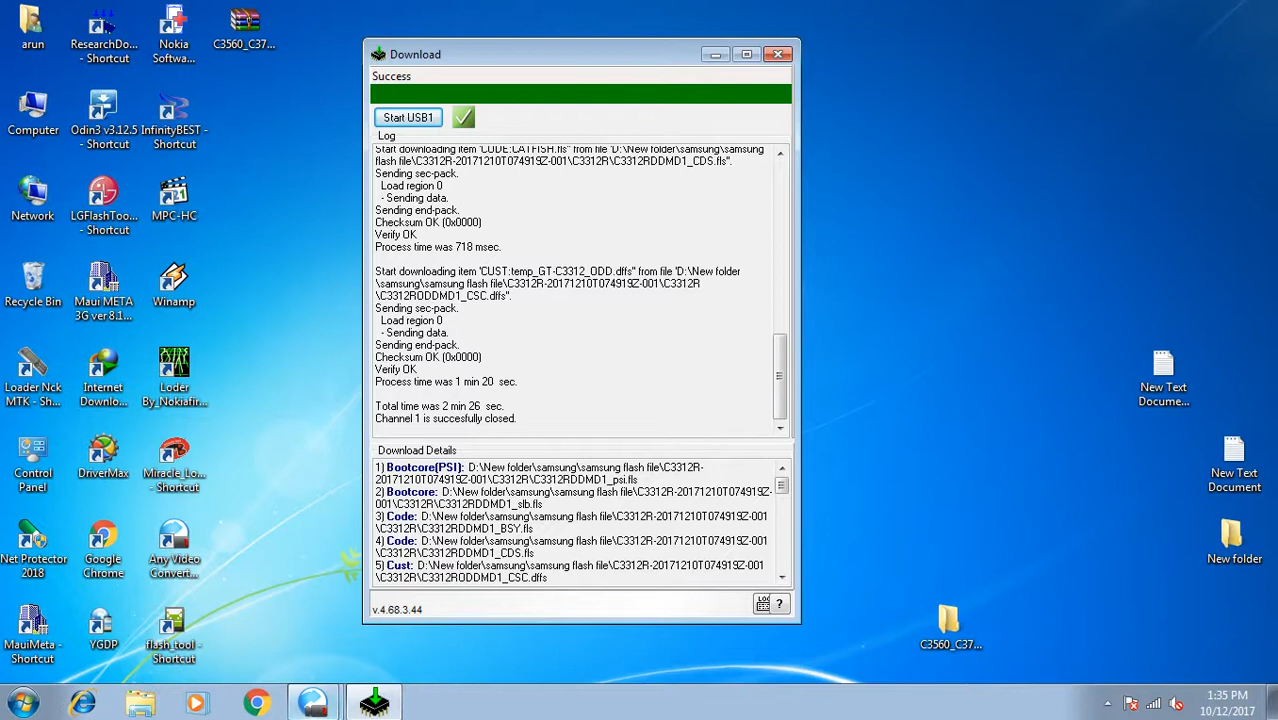 arun
ResearchDo...
- Shortcut
Nokia
Softwa...
C3560_C37...
Computer
Odin3 v3.12.5
- Shortcut
InfinityBEST -
Shortcut
Network
LGFlashToo...
- Shortcut
MPC-HC
Recycle Bin
Maui META
3G ver 8.1...
Winamp
Loader Nck
MTK - Sh...
Internet
Downlo...
Loder
By_Nokiafir...
Control
Panel
DriverMax
Miracle_Lo...
- Shortcut
Net Protector
2018
Google
Chrome
Any Video
Convert...
MauiMeta -
Shortcut
YGDP
flash_tool -
Shortcut
Download
Success
Start USB1
Log
Start downloading item 'CODE:CATFISH.fls" from file 'D:\New folder\samsung\samsung
flash file\C3312R-20171210T074919Z-001\C3312R\C3312RDDMD1_CDS.fls".
Sending sec-pack.
Load region 0
- Sending data.
Sending end-pack.
Checksum OK (0x0000)
Verify OK
Process time was 718 msec.
Start downloading item 'CUST:temp_GT-C3312_ODD.dffs" from file 'D:\New folder
\samsung\samsung flash file\C3312R-20171210T074919Z-001\C3312R
\C3312RODDMD1_CSC.dffs".
Sending sec-pack.
Load region 0
- Sending data.
Sending end-pack.
Checksum OK (0x0000)
Verify OK
Process time was 1 min 20  sec.
Total time was 2 min 26  sec.
Channel 1 is succesfully closed.
Download Details
1) Bootcore(PSI): D:\New folder\samsung\samsung flash file\C3312R-
20171210T074919Z-001\C3312R\C3312RDDMD1_psi.fls
2) Bootcore: D:\New folder\samsung\samsung flash file\C3312R-20171210T074919Z-
001\C3312R\C3312RDDMD1_slb.fls
3) Code: D:\New folder\samsung\samsung flash file\C3312R-20171210T074919Z-001
\C3312R\C3312RDDMD1_BSY.fls
4) Code: D:\New folder\samsung\samsung flash file\C3312R-20171210T074919Z-001
\C3312R\C3312RDDMD1_CDS.fls
5) Cust: D:\New folder\samsung\samsung flash file\C3312R-20171210T074919Z-001
\C3312R\C3312RODDMD1_CSC.dffs
v.4.68.3.44
LOG
?
New Text
Docume...
New Text
Document
New folder
C3560_C37...
1:35 PM
10/12/2017